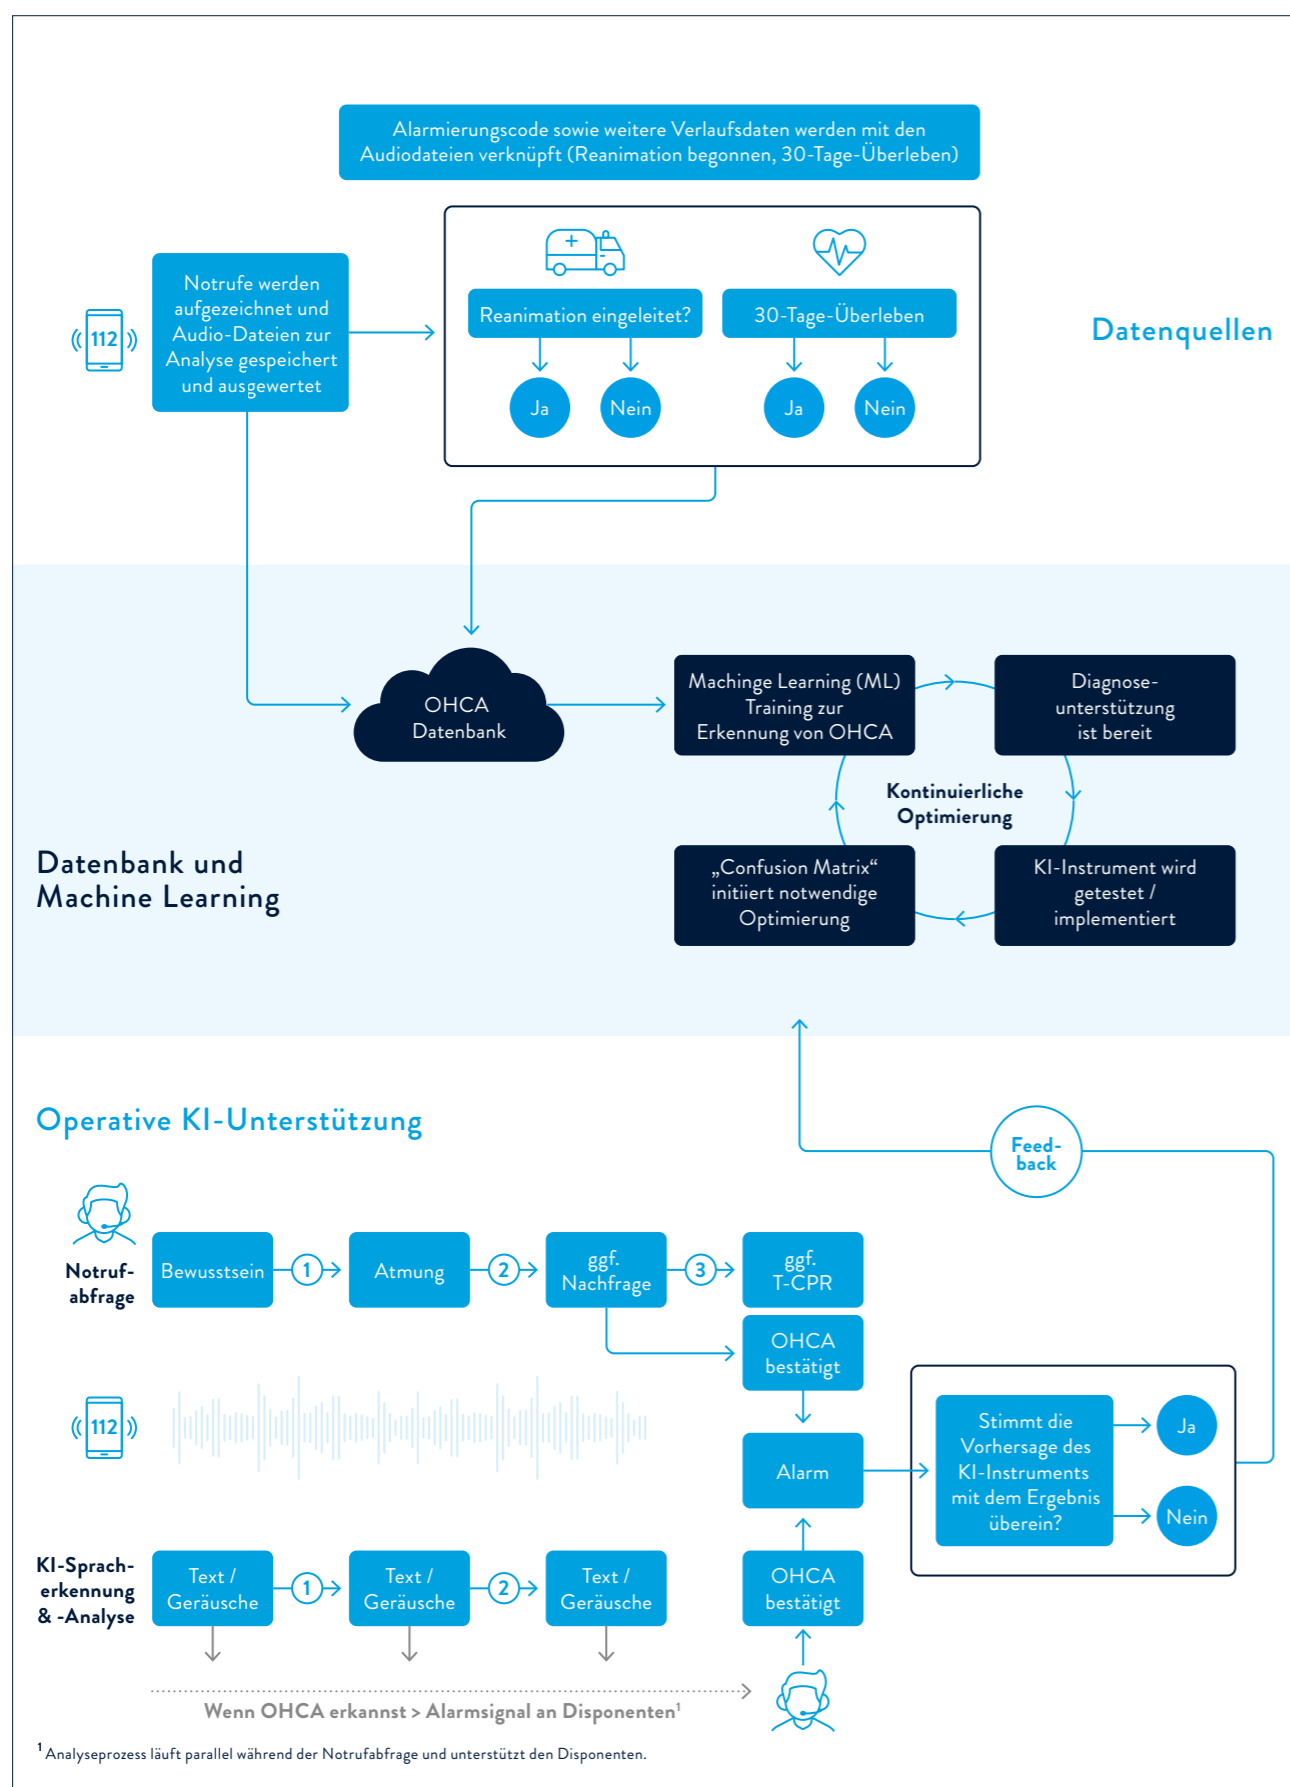 Alarmierungscode sowie weitere Verlaufsdaten werden mit den
Audiodateien verknüpft (Reanimation begonnen, 30-Tage-Überleben)
112
Notrufe werden
aufgezeichnet und
Audio-Dateien zur
Analyse gespeichert
und ausgewertet
Reanimation eingeleitet?
Ja
Nein
30-Tage-Überleben
Ja
Nein
Datenquellen
OHCA
Datenbank
Machinge Learning (ML)
Training zur
Erkennung von OHCA
Diagnose-
unterstützung
ist bereit
Kontinuierliche
Optimierung
„Confusion Matrix“
initiiert notwendige
Optimierung
KI-Instrument wird
getestet /
implementiert
Datenbank und
Machine Learning
Operative KI-Unterstützung
Feed-
back
Notruf-
abfrage
Bewusstsein
1
Atmung
2
ggf.
Nachfrage
3
ggf.
T-CPR
OHCA
bestätigt
112
Alarm
Stimmt die
Vorhersage des
KI-Instruments
mit dem Ergebnis
überein?
Ja
Nein
KI-Sprach-
erkennung
& -Analyse
Text /
Geräusche
1
Text /
Geräusche
2
Text /
Geräusche
OHCA
bestätigt
Wenn OHCA erkannst > Alarmsignal an Disponenten¹
¹ Analyseprozess läuft parallel während der Notrufabfrage und unterstützt den Disponenten.